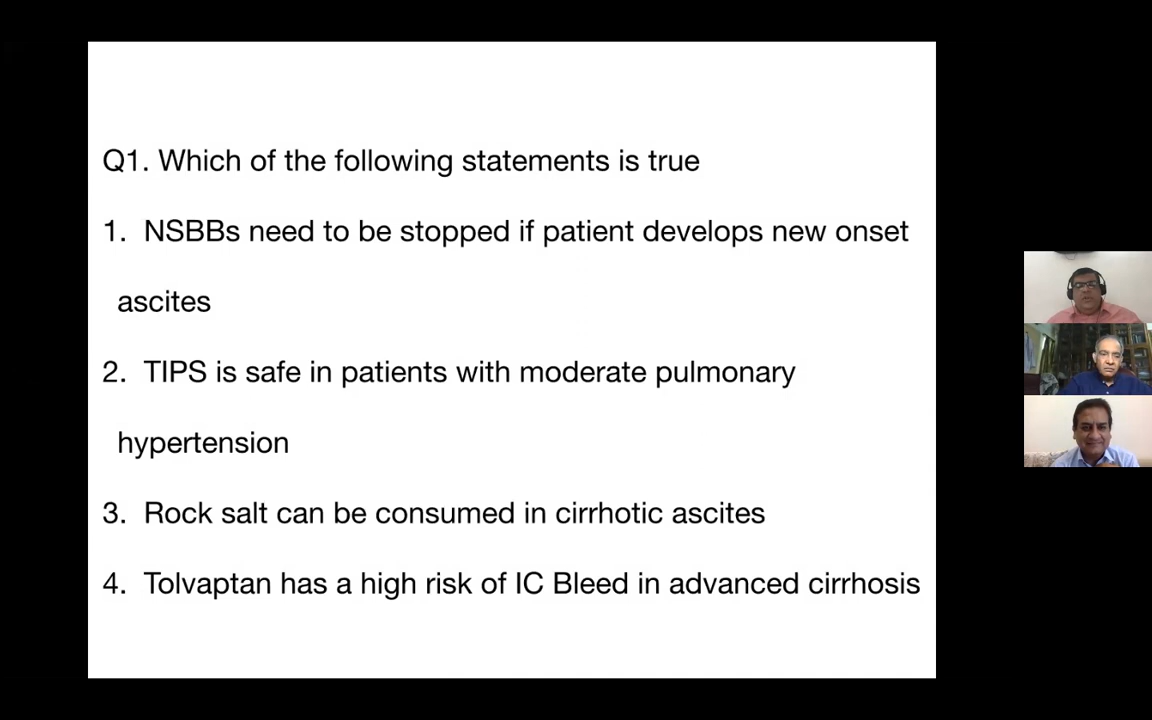 Q1. Which of the following statements is true
1. NSBBs need to be stopped if patient develops new onset
ascites
2. TIPS is safe in patients with moderate pulmonary
hypertension
3. Rock salt can be consumed in cirrhotic ascites
4. Tolvaptan has a high risk of IC Bleed in advanced cirrhosis